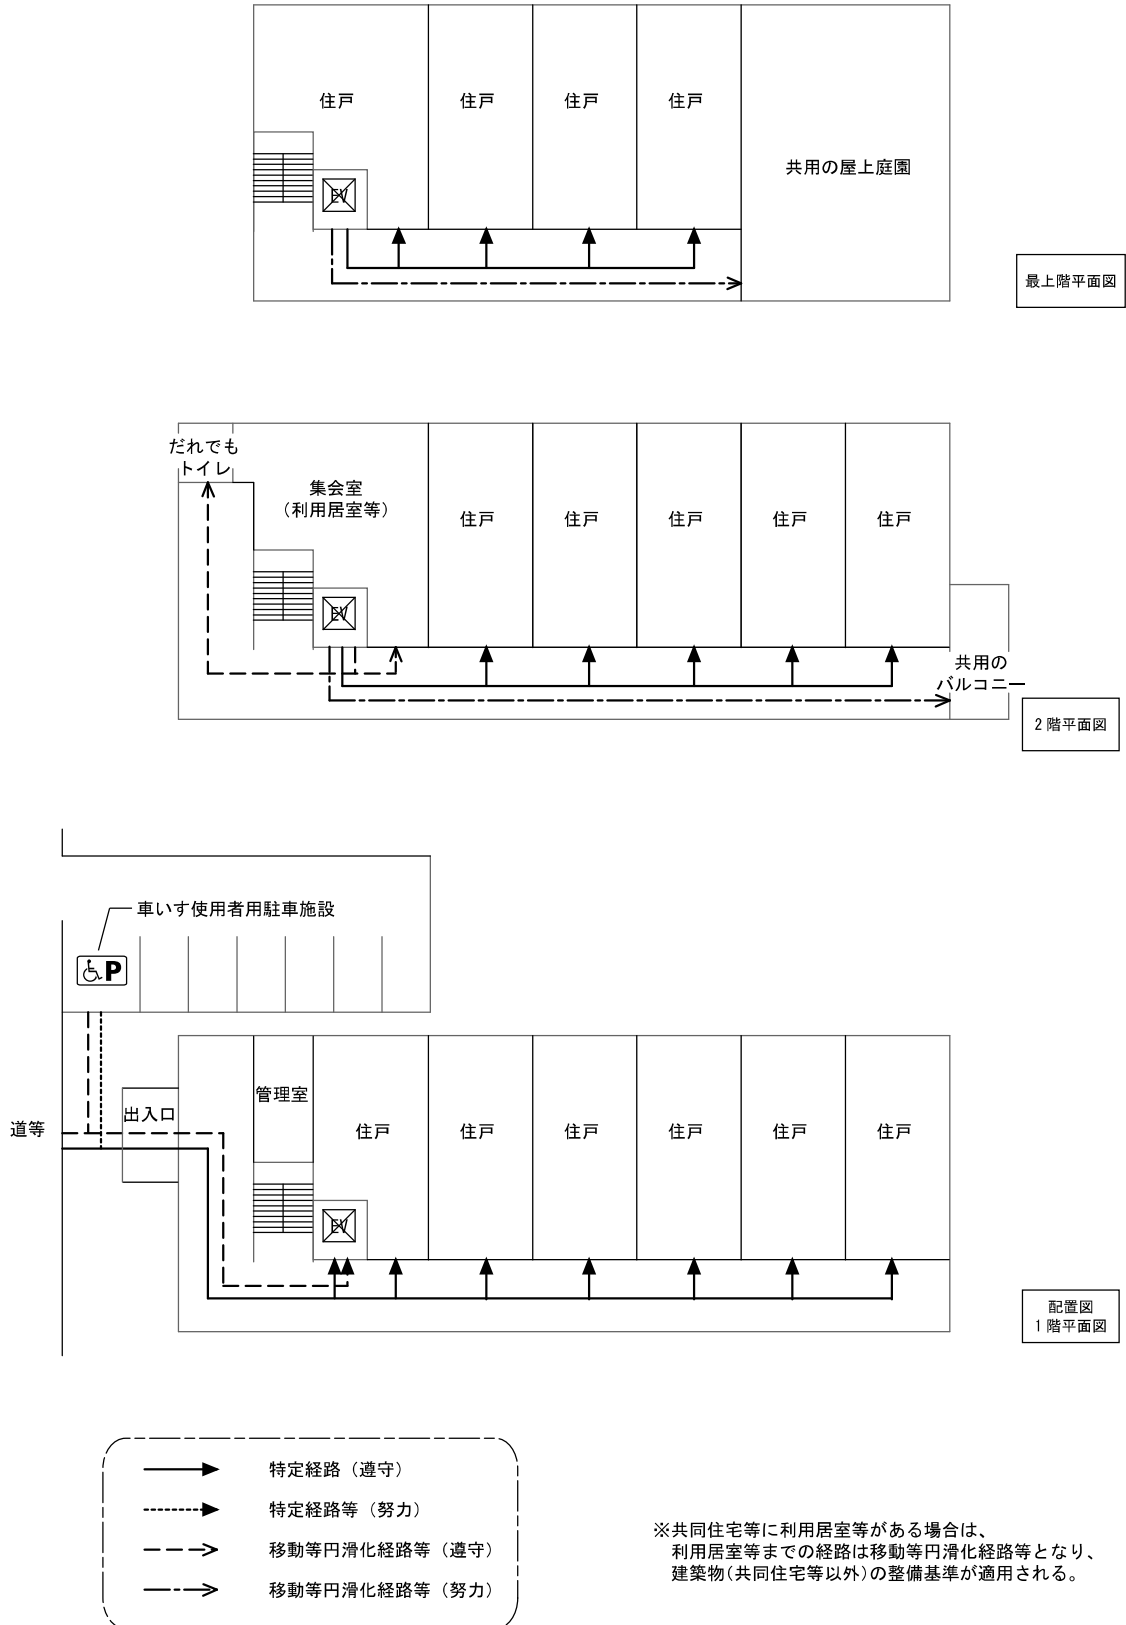 住戸
住戸
住戸
住戸
共用の屋上庭園
EV
最上階平面図
だれでも
トイレ
集会室
（利用居室等）
住戸
住戸
住戸
住戸
住戸
EV
共用の
バルコニー
2階平面図
車いす使用者用駐車施設
P
管理室
出入口
道等
住戸
住戸
住戸
住戸
住戸
住戸
EV
配置図
1階平面図
特定経路（遵守）
特定経路等（努力）
移動等円滑化経路等（遵守）
移動等円滑化経路等（努力）
※共同住宅等に利用居室等がある場合は、
利用居室等までの経路は移動等円滑化経路等となり、
建築物(共同住宅等以外)の整備基準が適用される。